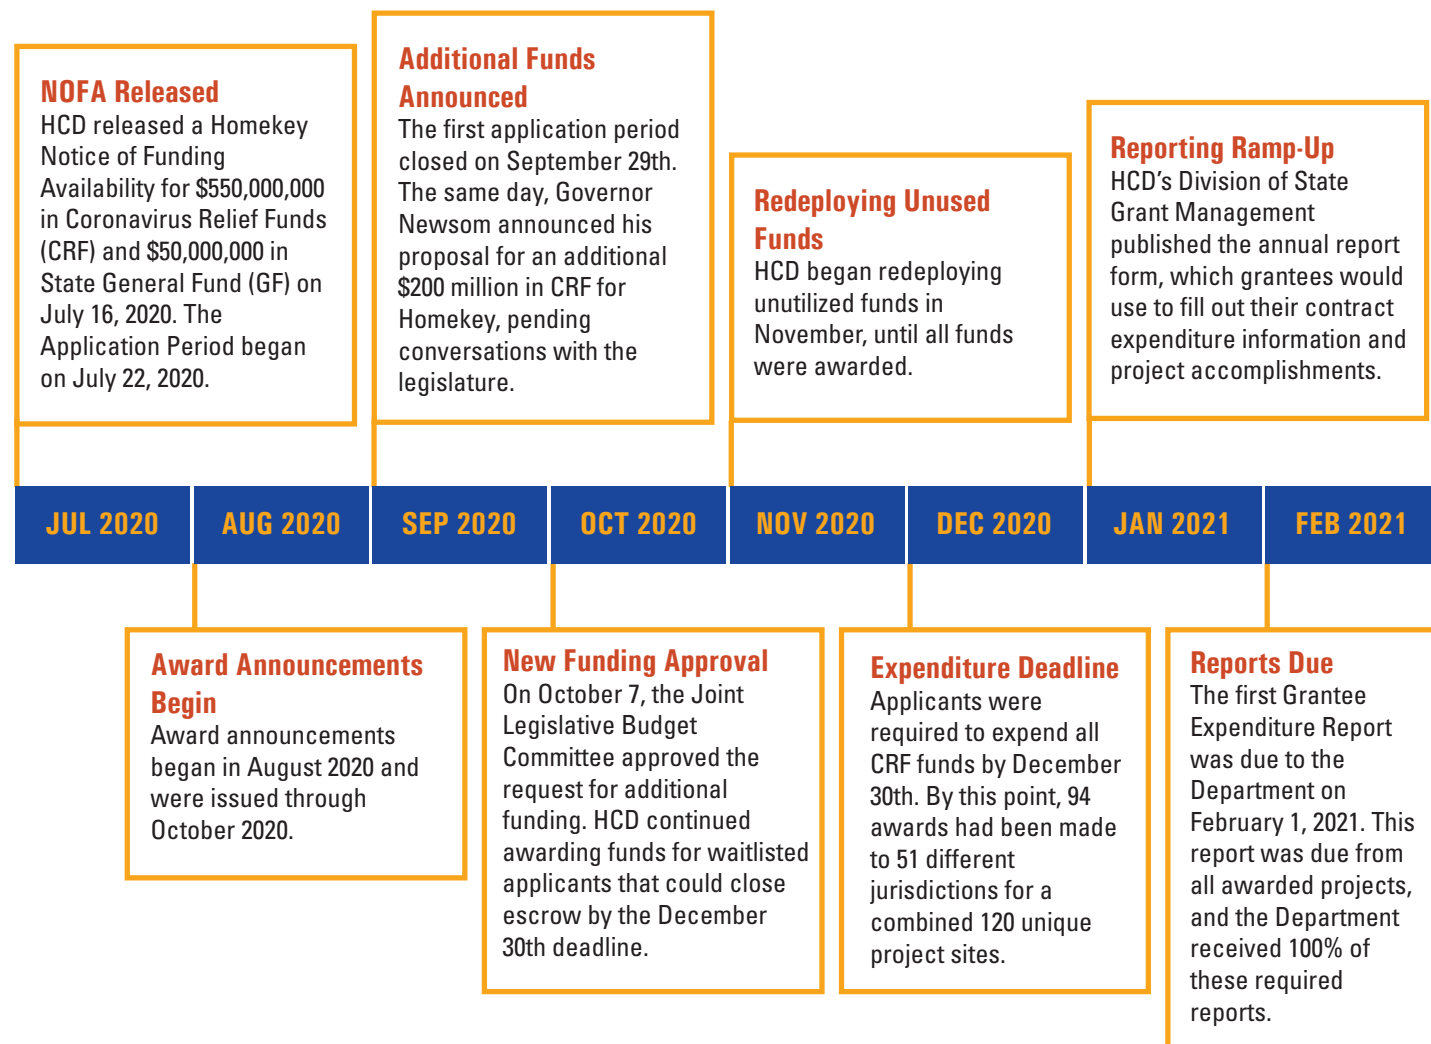 NOFA Released
HCD released a Homekey
Notice of Funding
Availability for $550,000,000
in Coronavirus Relief Funds
(CRF) and $50,000,000 in
State General Fund (GF) on
July 16, 2020. The
Application Period began
on July 22, 2020.
Additional Funds
Announced
The first application period
closed on September 29th.
The same day, Governor
Newsom announced his
proposal for an additional
$200 million in CRF for
Homekey, pending
conversations with the
legislature.
Redeploying Unused
Funds
HCD began redeploying
unutilized funds in
November, until all funds
were awarded.
Reporting Ramp-Up
HCD's Division of State
Grant Management
published the annual report
form, which grantees would
use to fill out their contract
expenditure information and
project accomplishments.
JUL 2020
AUG 2020
SEP 2020
OCT 2020
NOV 2020
DEC 2020
JAN 2021
FEB 2021
Award Announcements
Begin
Award announcements
began in August 2020 and
were issued through
October 2020.
New Funding Approval
On October 7, the Joint
Legislative Budget
Committee approved the
request for additional
funding. HCD continued
awarding funds for waitlisted
applicants that could close
escrow by the December
30th deadline.
Expenditure Deadline
Applicants were
required to expend all
CRF funds by December
30th. By this point, 94
awards had been made
to 51 different
jurisdictions for a
combined 120 unique
project sites.
Reports Due
The first Grantee
Expenditure Report
was due to the
Department on
February 1, 2021. This
report was due from
all awarded projects,
and the Department
received 100% of
these required
reports.